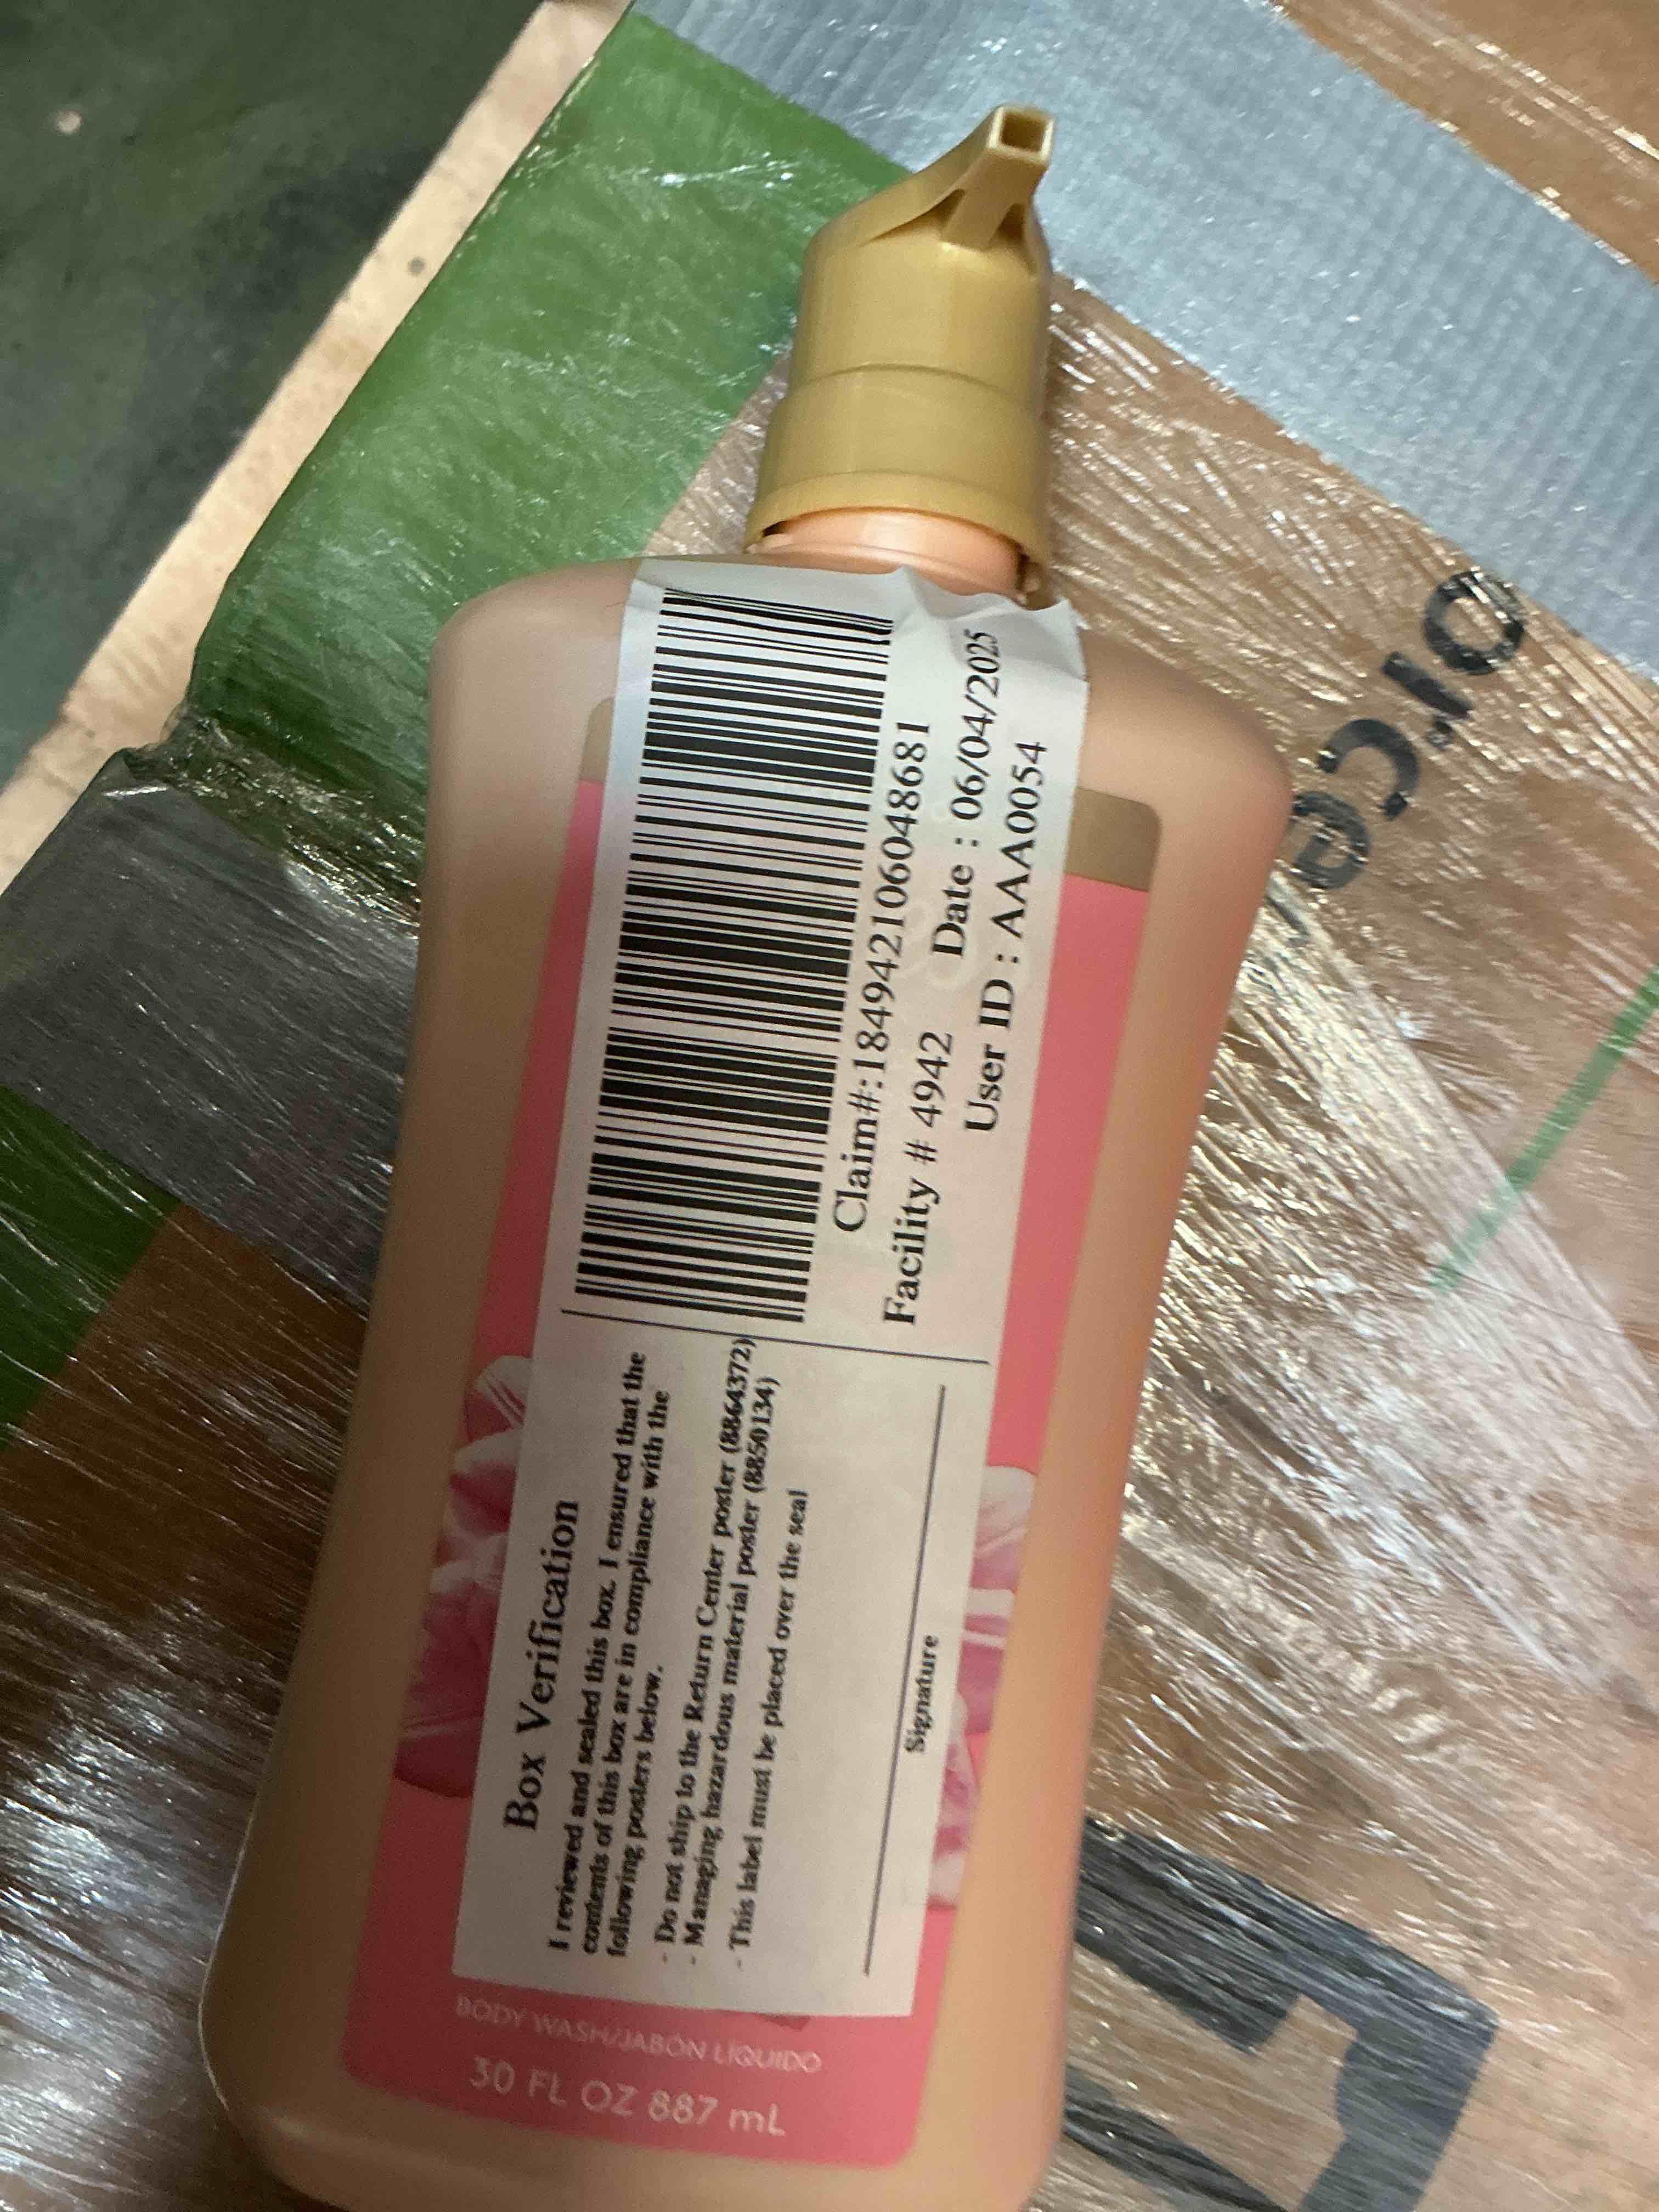 Box Verification
I reviewed and sealed this box. I ensured that the
contents of this box are in compliance with the
following posters below.
- Do not ship to the Return Center poster (8864372)
- Managing hazardous material poster (8850134)
- This label must be placed over the seal
Signature
Claim#:184942106048681
Facility # 4942 Date : 06/04/2025
User ID : AAA0054
BODY WASH/JABÓN LÍQUIDO
30 FL OZ 887 mL